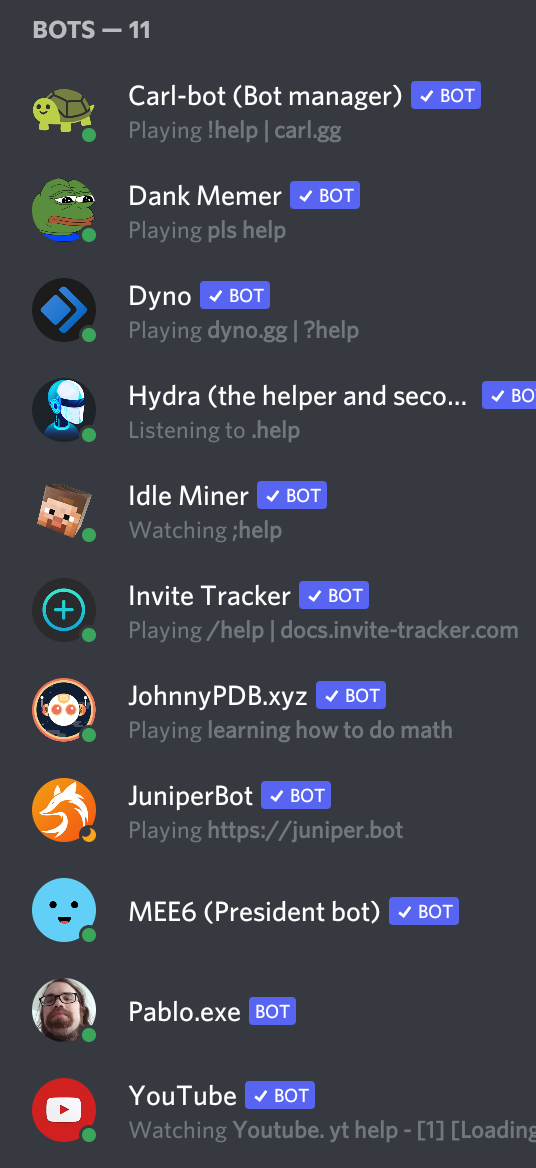 BOTS — 11
Carl-bot (Bot manager) ✓ BOT
Playing !help | carl.gg
Dank Memer ✓ BOT
Playing pls help
Dyno ✓ BOT
Playing dyno.gg | ?help
Hydra (the helper and seco... ✓ BO
Listening to .help
Idle Miner ✓ BOT
Watching ;help
Invite Tracker ✓ BOT
Playing /help | docs.invite-tracker.com
JohnnyPDB.xyz ✓ BOT
Playing learning how to do math
JuniperBot ✓ BOT
Playing https://juniper.bot
MEE6 (President bot) ✓ BOT
Pablo.exe BOT
YouTube ✓ BOT
Watching Youtube. yt help - [1] [Loading